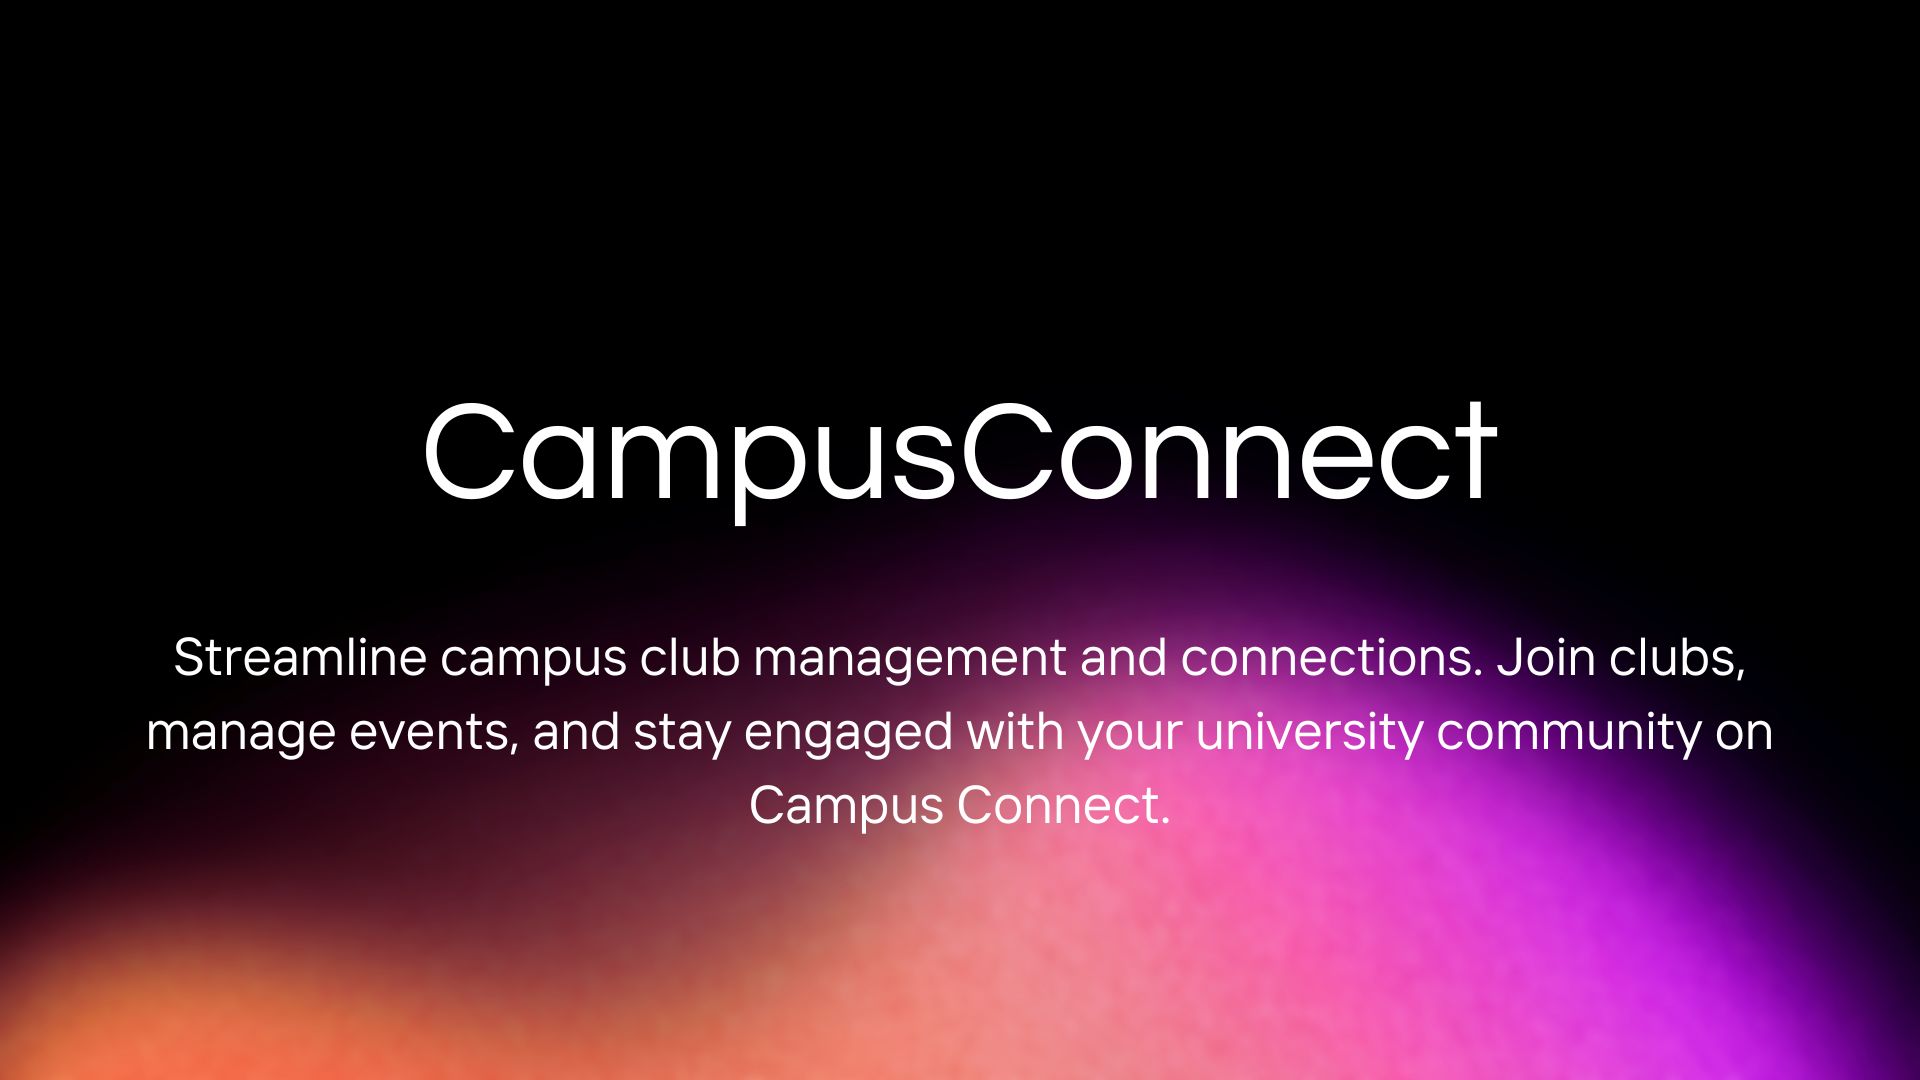 CampusConnect
Streamline campus club management and connections. Join clubs,
manage events, and stay engaged with your university community on
Campus Connect.